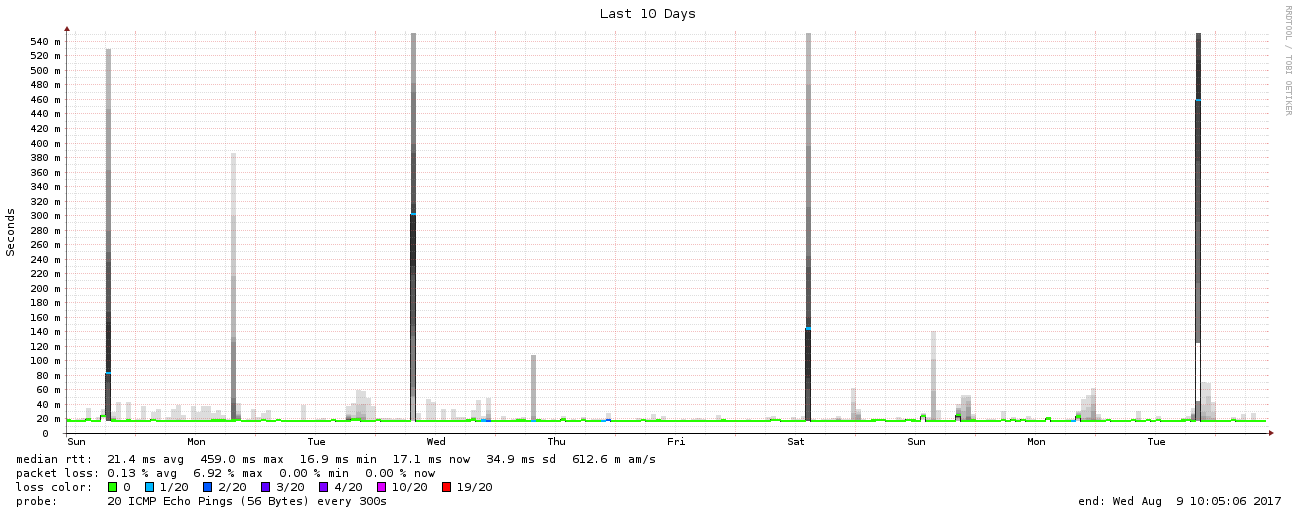 Last 10 Days
RRDTOOL / TOBI OETIKER
Seconds
540 m
520 m
500 m
480 m
460 m
440 m
420 m
400 m
380 m
360 m
340 m
320 m
300 m
280 m
260 m
240 m
220 m
200 m
180 m
160 m
140 m
120 m
100 m
80 m
60 m
40 m
20 m
0
Sun Mon Tue Wed Thu Fri Sat Sun Mon Tue
median rtt: 21.4 ms avg 459.0 ms max 16.9 ms min 17.1 ms now 34.9 ms sd 612.6 m am/s
packet loss: 0.13 % avg 6.92 % max 0.00 % min 0.00 % now
loss color: 0 1/20 2/20 3/20 4/20 10/20 19/20
probe: 20 ICMP Echo Pings (56 Bytes) every 300s end: Wed Aug 9 10:05:06 2017